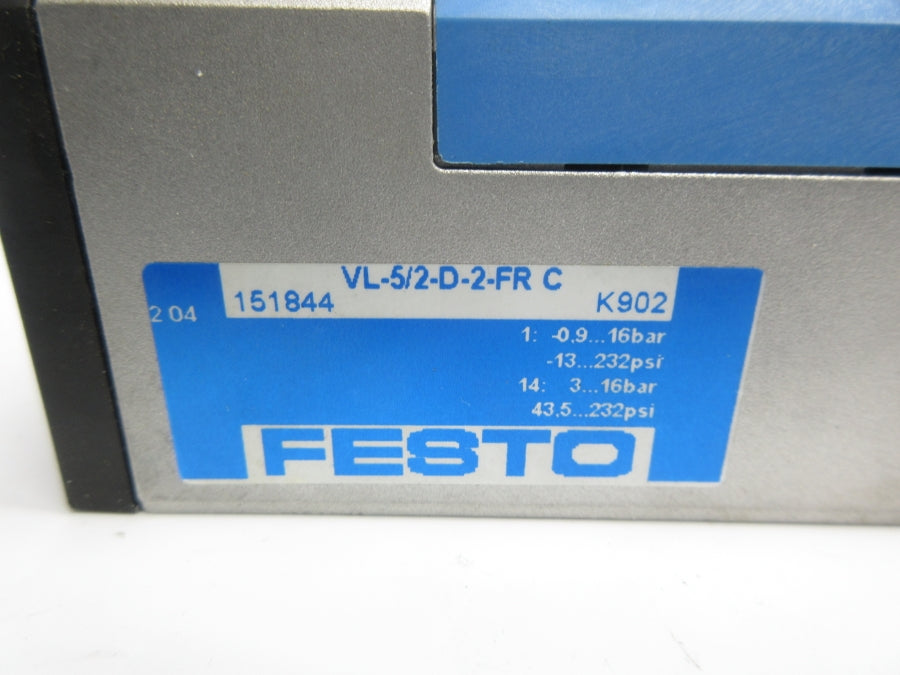 VL-5/2-D-2-FR C
151844 K902
2 04
1: -0.9...16bar
-13...232psi
14: 3...16bar
43.5...232psi
FESTO